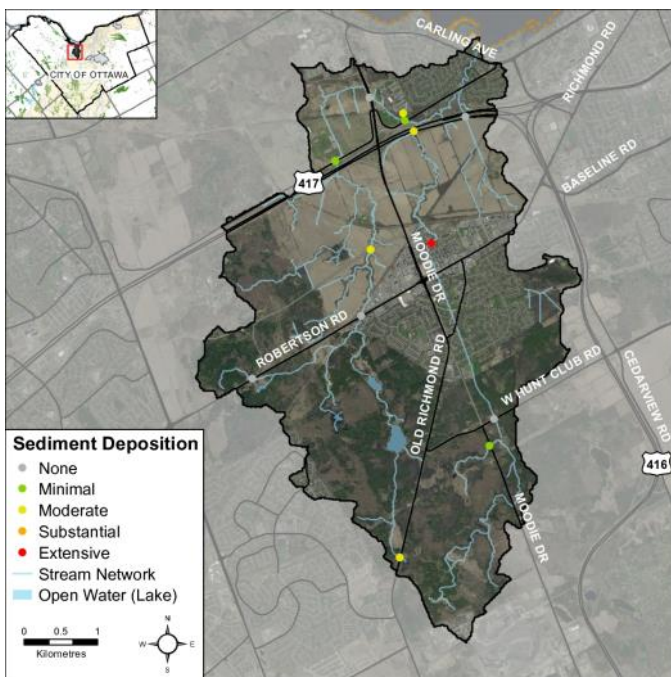 CITY OF OTTAWA
CARLING AVE
RICHMOND RD
BASELINE RD
417
MOODIE DR
ROBERTSON RD
OLD RICHMOND RD
W HUNT CLUB RD
CEDARVIEW RD
416
MOODIE DR
Sediment Deposition
None
Minimal
Moderate
Substantial
Extensive
Stream Network
Open Water (Lake)
0 0.5 1
Kilometres
N
W E
S